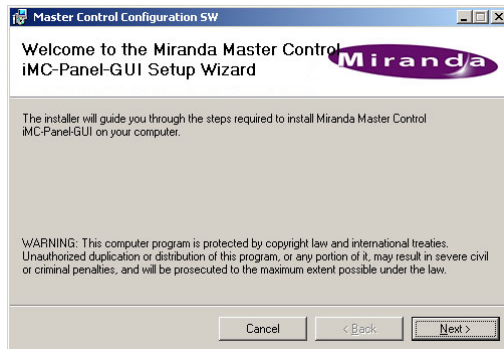 Master Control Configuration SW
Welcome to the Miranda Master Control
iMC-Panel-GUI Setup Wizard
Miranda
The installer will guide you through the steps required to install Miranda Master Control
iMC-Panel-GUI on your computer.
WARNING: This computer program is protected by copyright law and international treaties.
Unauthorized duplication or distribution of this program, or any portion of it, may result in severe civil
or criminal penalties, and will be prosecuted to the maximum extent possible under the law.
Cancel < Back Next >